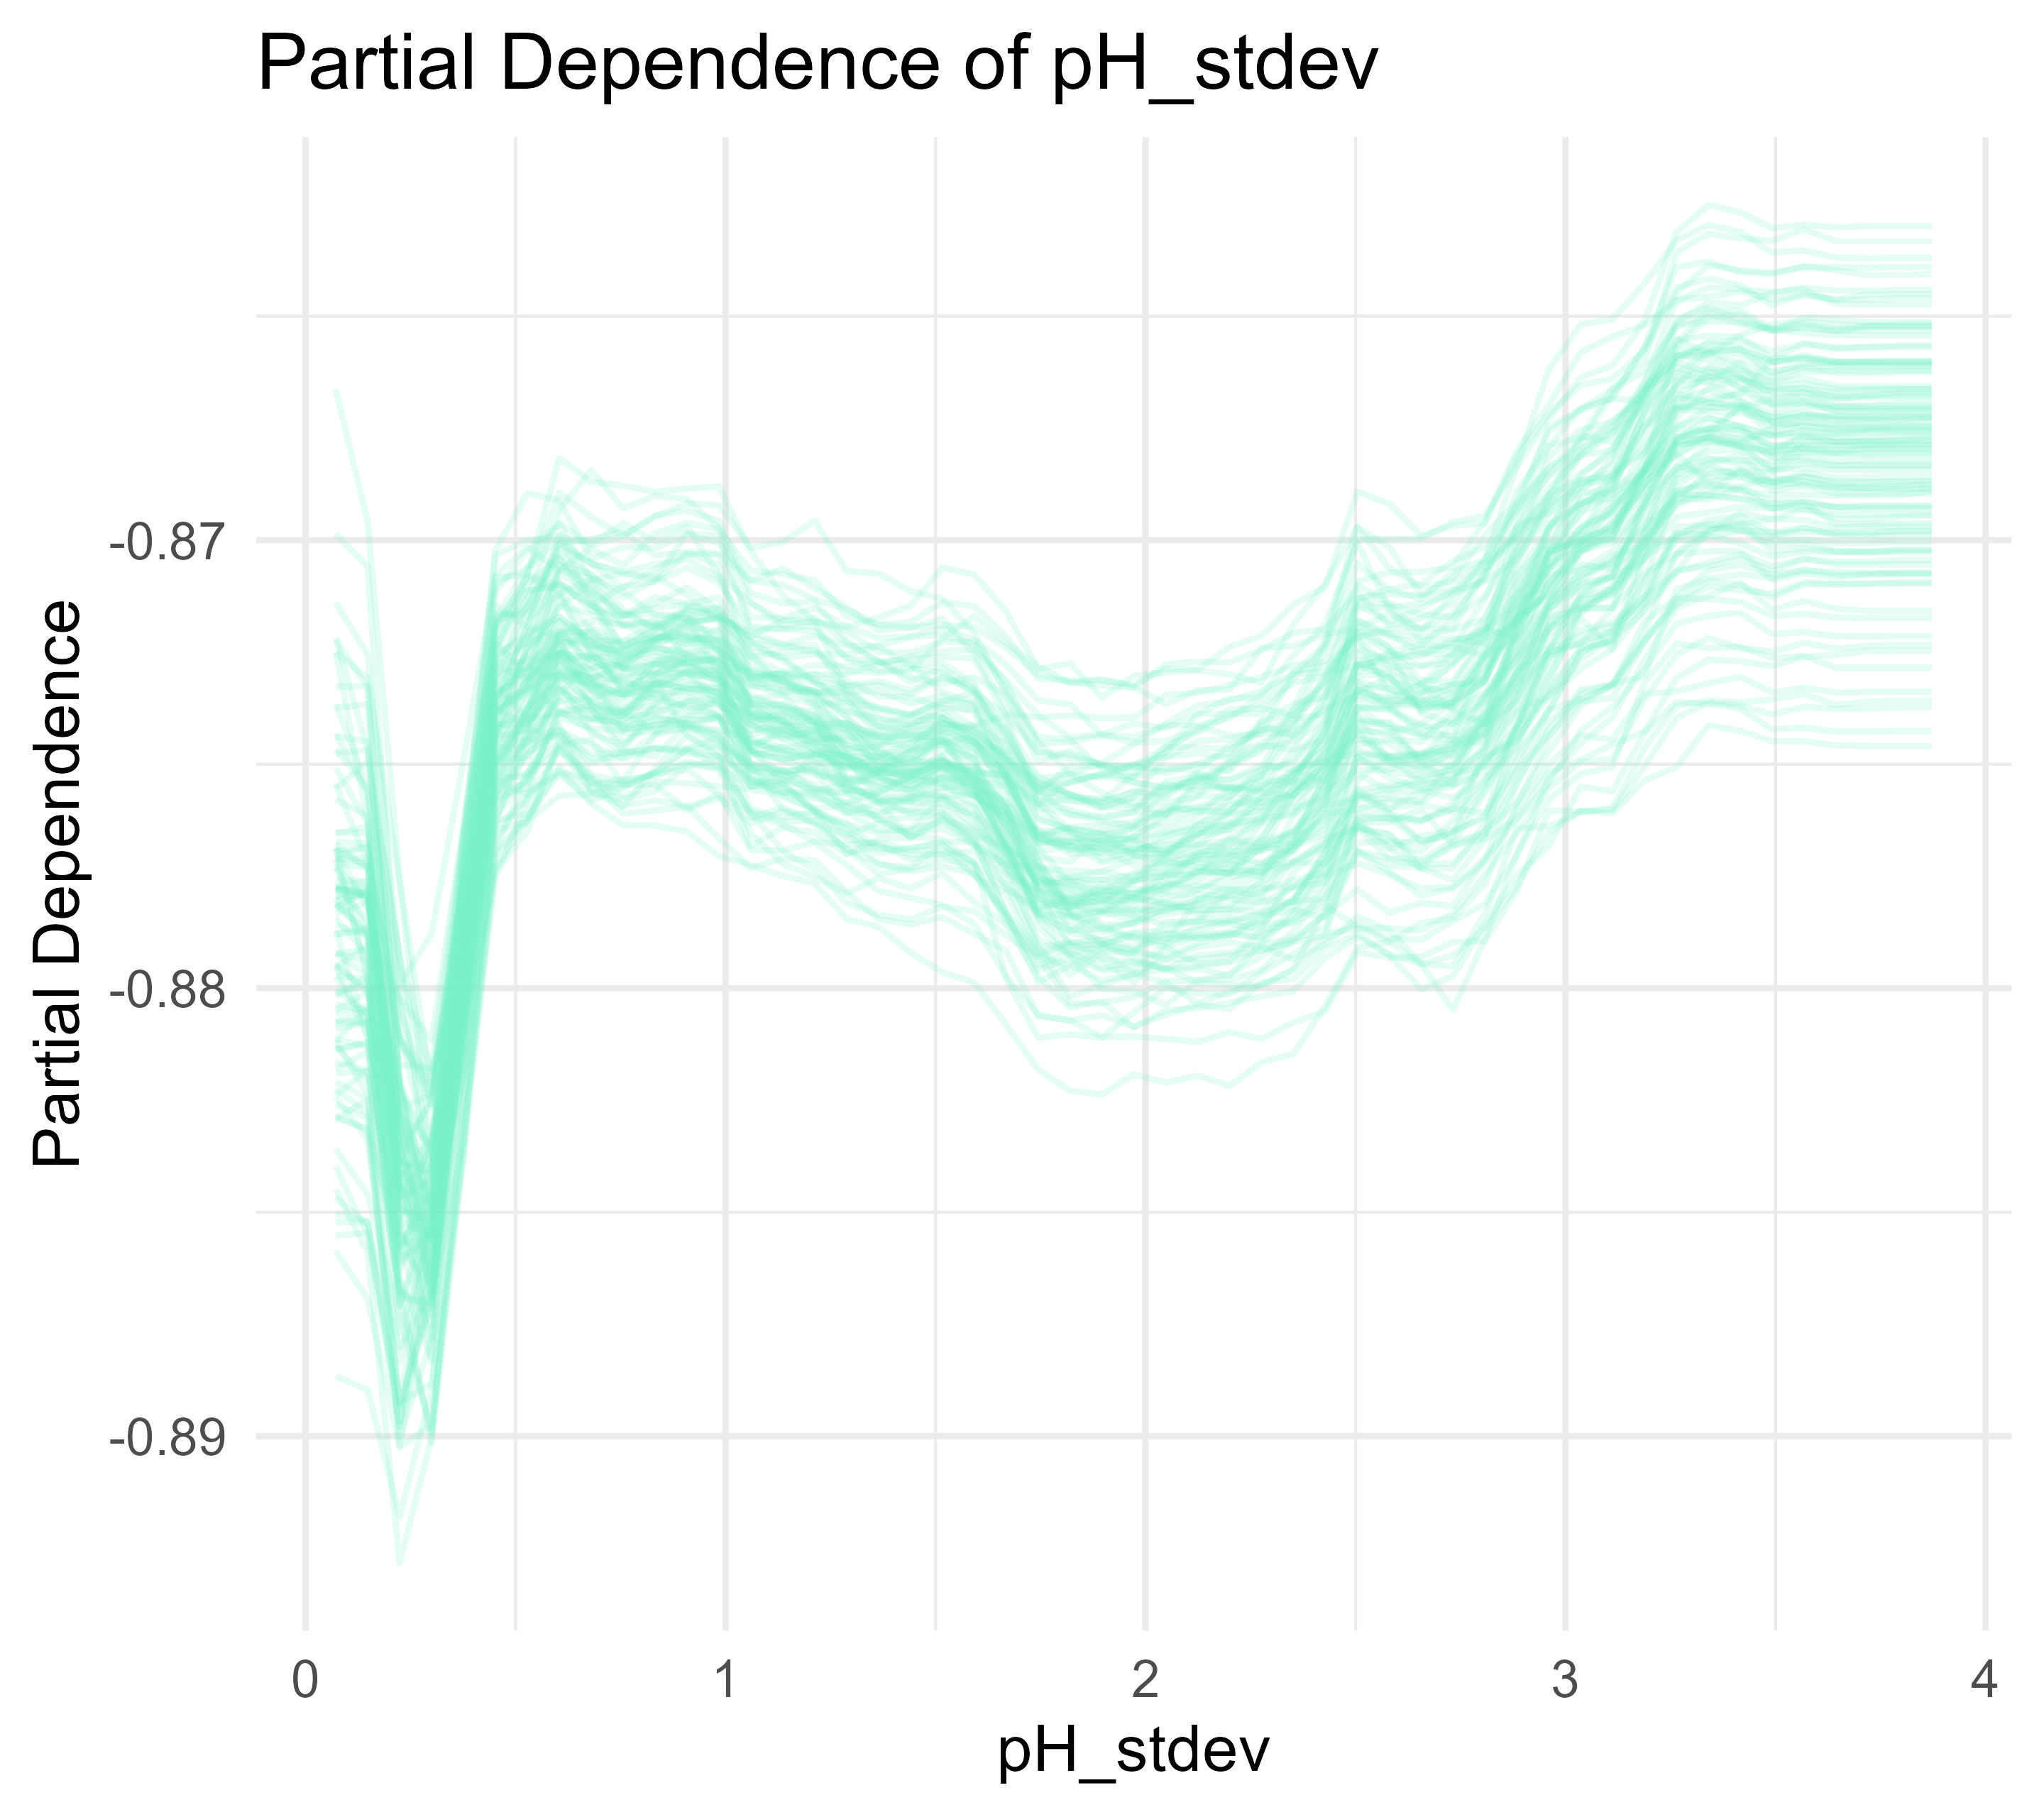 Partial Dependence of pH_stdev
Partial Dependence
-0.87
-0.88
-0.89
0 1 2 3 4
pH_stdev